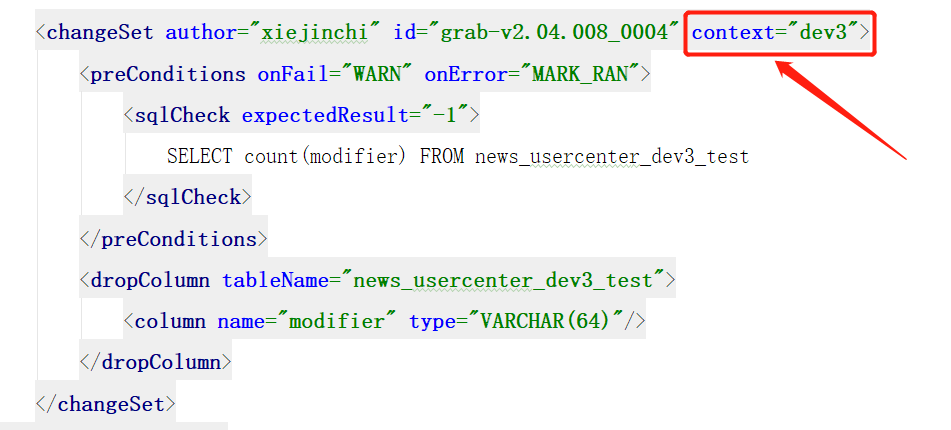 <changeSet author="xiejinchi" id="grab-v2.04.008_0004" context="dev3">
<preConditions onFail="WARN" onError="MARK_RAN">
<sqlCheck expectedResult="-1">
SELECT count(modifier) FROM news_usercenter_dev3_test
</sqlCheck>
</preConditions>
<dropColumn tableName="news_usercenter_dev3_test">
<column name="modifier" type="VARCHAR(64)"/>
</dropColumn>
</changeSet>